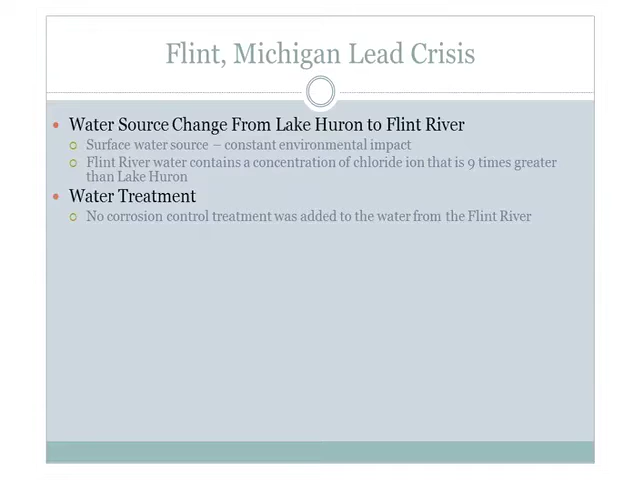 Flint, Michigan Lead Crisis
Water Source Change From Lake Huron to Flint River
Surface water source – constant environmental impact
Flint River water contains a concentration of chloride ion that is 9 times greater
than Lake Huron
Water Treatment
No corrosion control treatment was added to the water from the Flint River